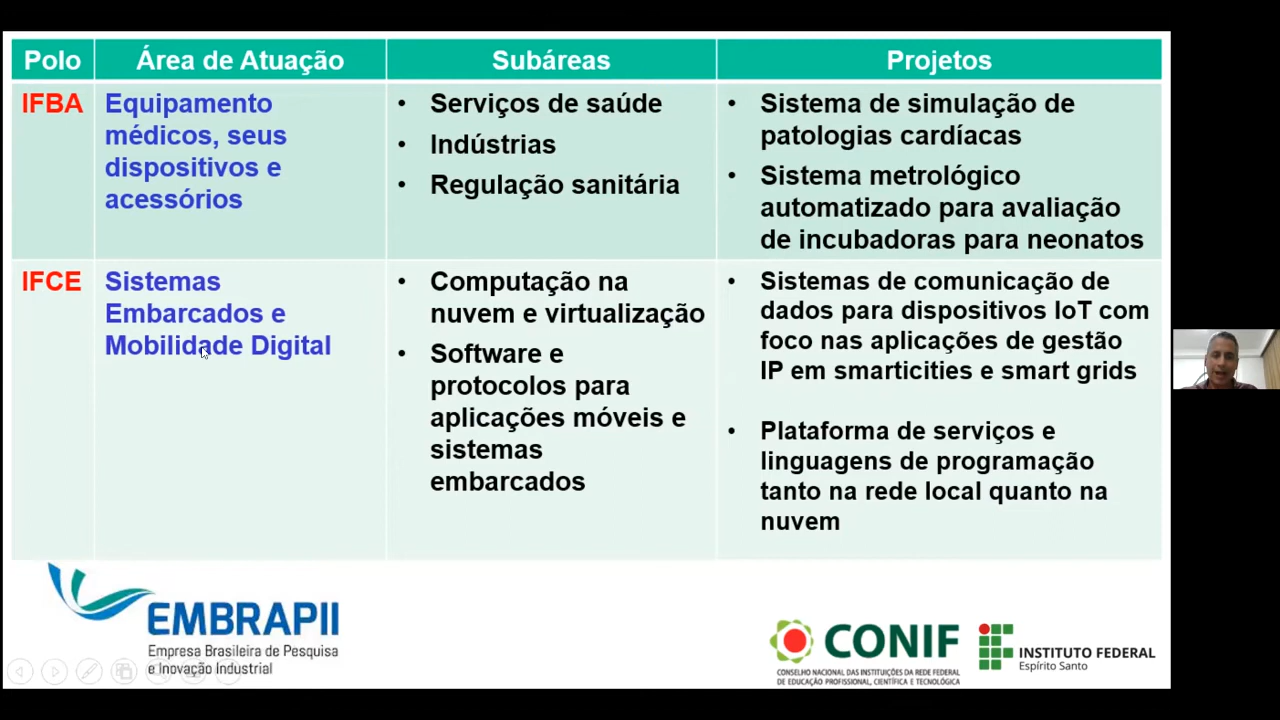 Polo
Área de Atuação
Subáreas
Projetos
IFBA
Equipamento
médicos, seus
dispositivos e
acessórios
• Serviços de saúde
• Indústrias
• Regulação sanitária
• Sistema de simulação de
patologias cardíacas
• Sistema metrológico
automatizado para avaliação
de incubadoras para neonatos
IFCE
Sistemas
Embarcados e
Mobilidade Digital
• Computação na
nuvem e virtualização
• Software e
protocolos para
aplicações móveis e
sistemas
embarcados
• Sistemas de comunicação de
dados para dispositivos IoT com
foco nas aplicações de gestão
IP em smarticities e smart grids
• Plataforma de serviços e
linguagens de programação
tanto na rede local quanto na
nuvem
EMBRAPII
Empresa Brasileira de Pesquisa
e Inovação Industrial
CONIF
CONSELHO NACIONAL DAS INSTITUIÇÕES DA REDE FEDERAL
DE EDUCAÇÃO PROFISSIONAL, CIENTÍFICA E TECNOLÓGICA
INSTITUTO FEDERAL
Espírito Santo